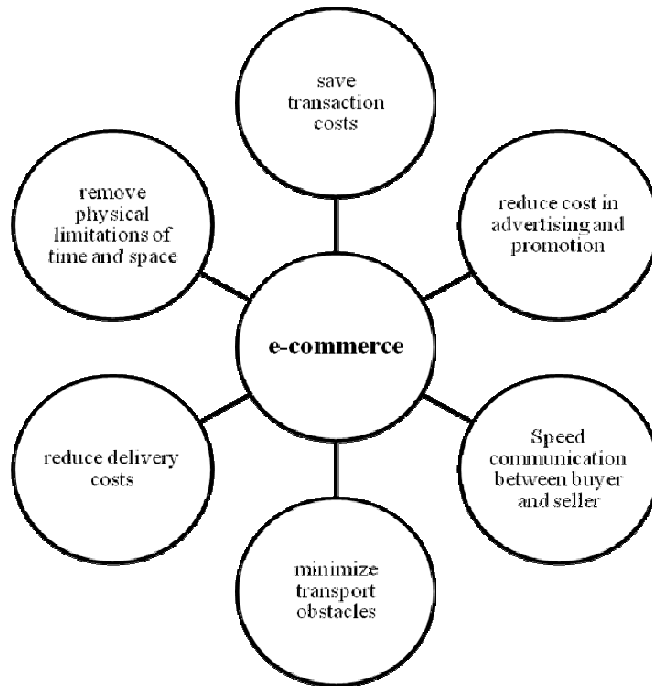 save
transaction
costs
remove
physical
limitations of
time and space
reduce cost in
advertising and
promotion
e-commerce
reduce delivery
costs
Speed
communication
between buyer
and seller
minimize
transport
obstacles